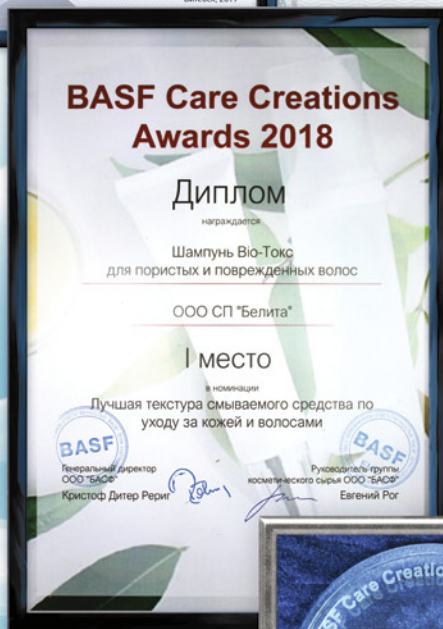 BASF Care Creations
Awards 2018
Диплом
награждается
Шампунь Bio-Токс
для пористых и поврежденных волос
ООО СП "Белита"
I место
в номинации
Лучшая текстура смываемого средства по
уходу за кожей и волосами
BASF
BASF
Генеральный директор
ООО "БАСФ"
Кристоф Дитер Рериг
Руководитель группы
косметического сырья ООО "БАСФ"
Евгений Рог
SF Care Creatio